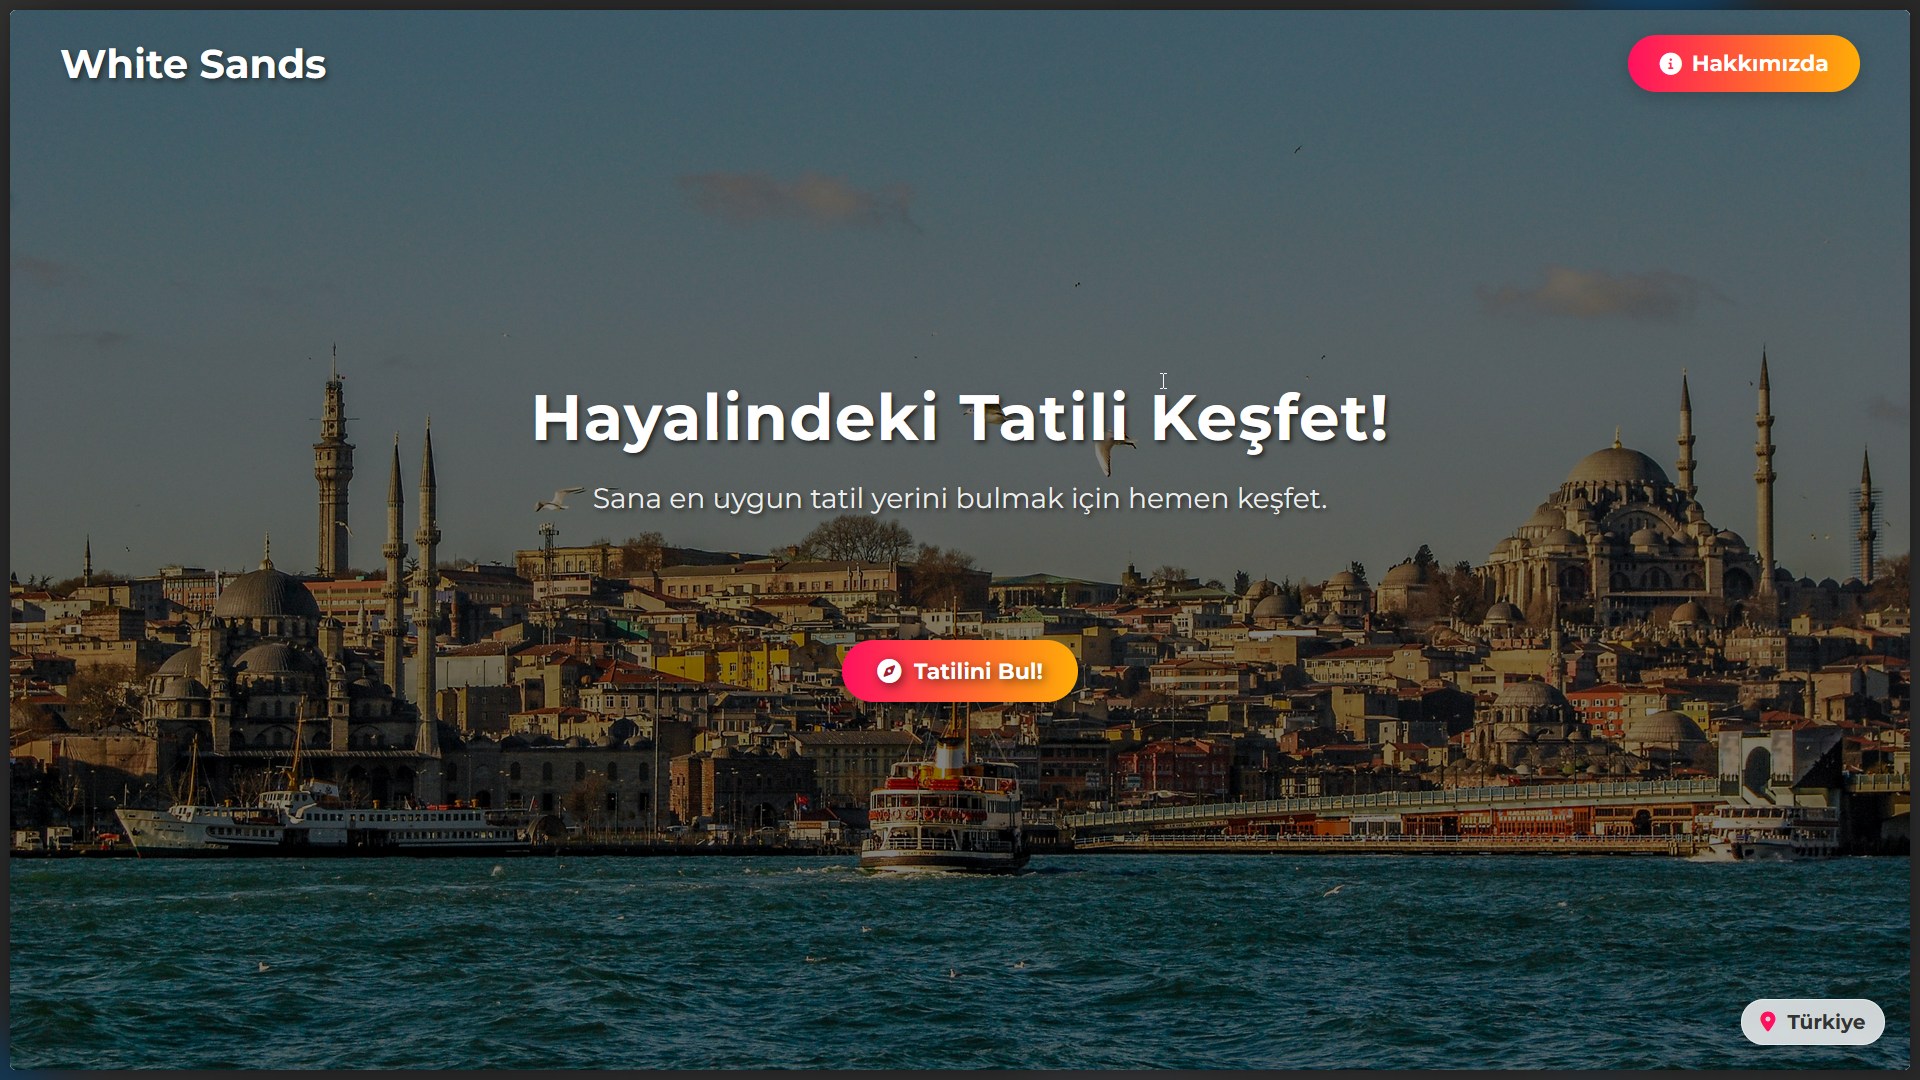 White Sands
Hakkımızda
Hayalindeki Tatili Keşfet!
Sana en uygun tatil yerini bulmak için hemen keşfet.
Tatilini Bul!
Türkiye